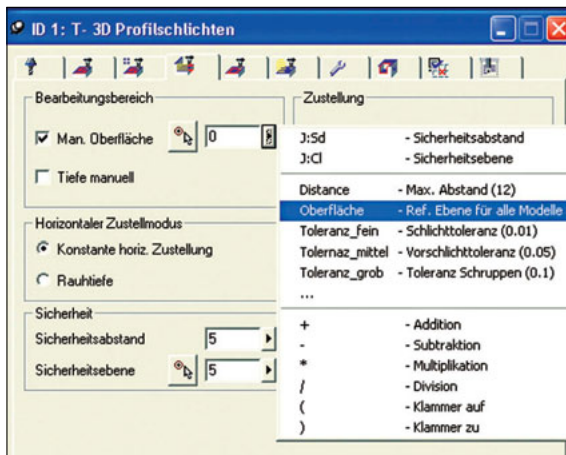 ID 1: T- 3D Profilschlichten
Bearbeitungsbereich
Man. Oberfläche 0
Tiefe manuell
Horizontaler Zustellmodus
Konstante horiz. Zustellung
Rauhtiefe
Sicherheit
Sicherheitsabstand 5
Sicherheitsebene 5
Zustellung
J:Sd - Sicherheitsabstand
J:Cl - Sicherheitsebene
Distance - Max. Abstand (12)
Oberfläche - Ref. Ebene für alle Modelle
Toleranz_fein - Schlichttoleranz (0.01)
Tolernaz_mittel - Vorschlichttoleranz (0.05)
Toleranz_grob - Toleranz Schruppen (0.1)
...
+ - Addition
- - Subtraktion
* - Multiplikation
/ - Division
( - Klammer auf
) - Klammer zu